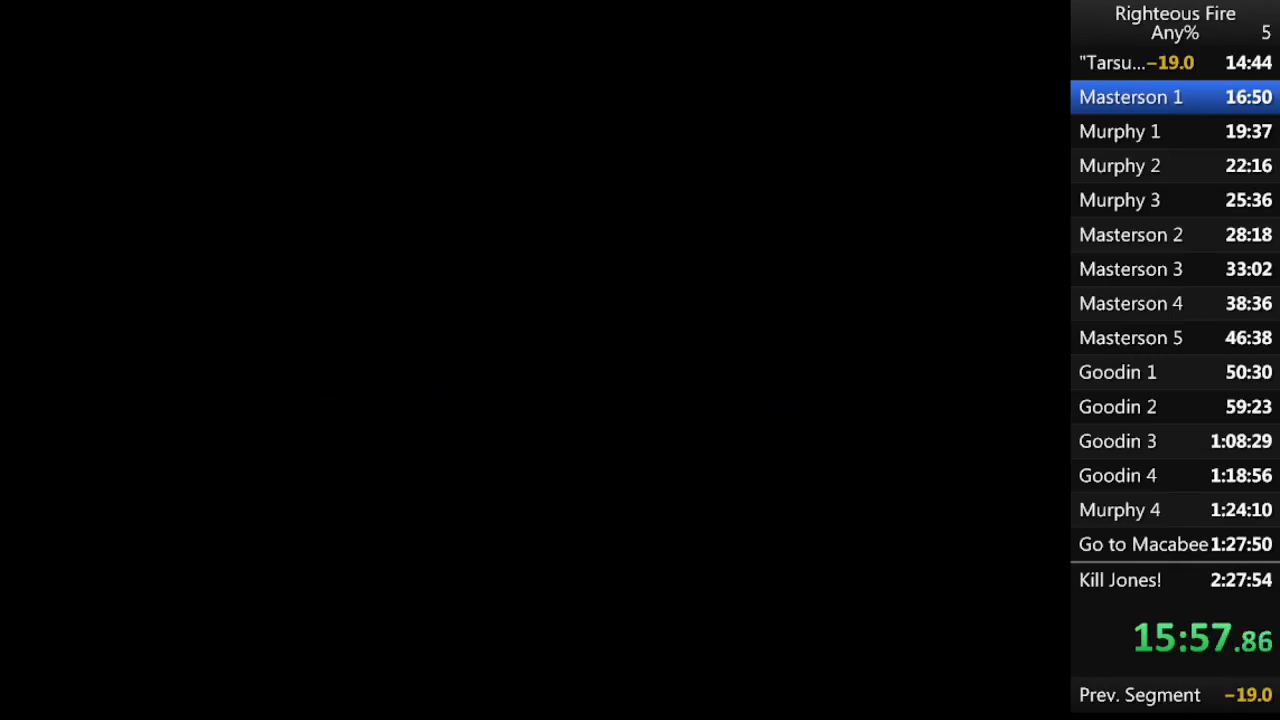 Righteous Fire
Any% 5
"Tarsu... −19.0 14:44
Masterson 1 16:50
Murphy 1 19:37
Murphy 2 22:16
Murphy 3 25:36
Masterson 2 28:18
Masterson 3 33:02
Masterson 4 38:36
Masterson 5 46:38
Goodin 1 50:30
Goodin 2 59:23
Goodin 3 1:08:29
Goodin 4 1:18:56
Murphy 4 1:24:10
Go to Macabee 1:27:50
Kill Jones! 2:27:54
15:57.86
Prev. Segment −19.0